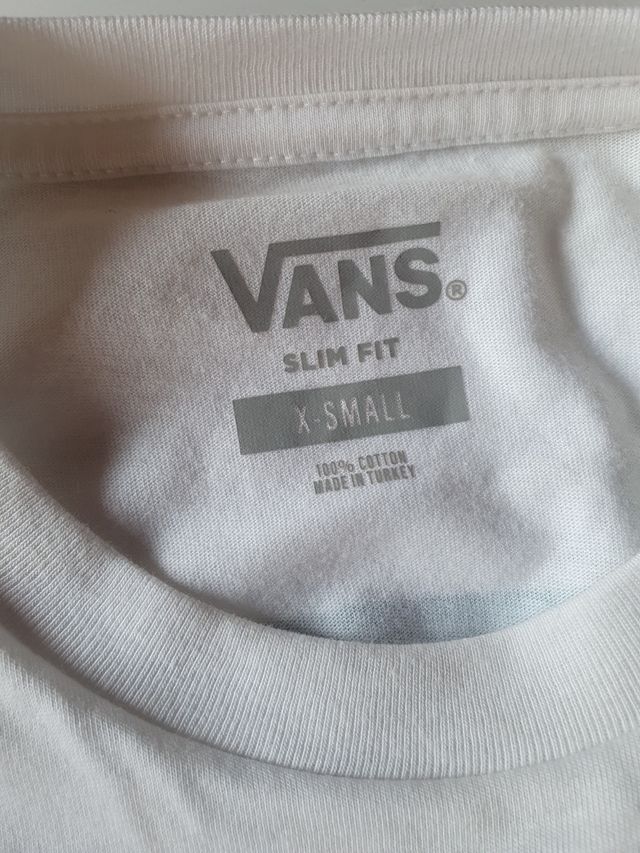 VANS®
SLIM FIT
X-SMALL
100% COTTON
MADE IN TURKEY